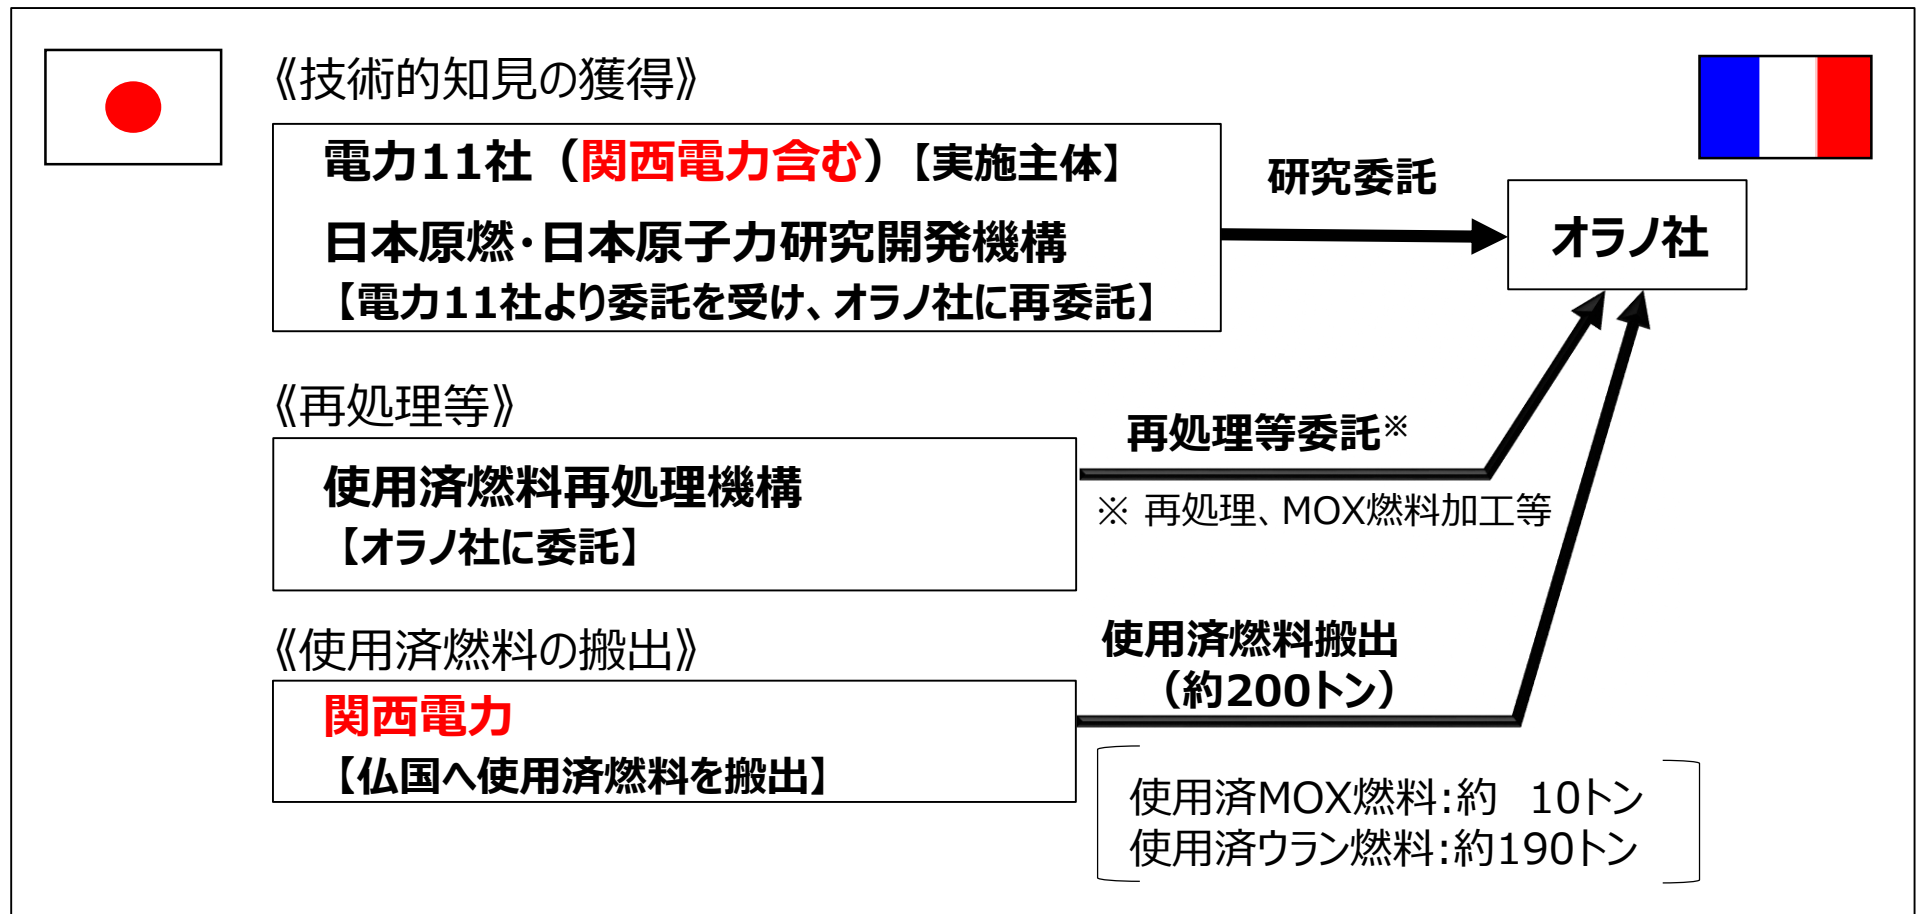 《技術的知見の獲得》
電力11社（関西電力含む）【実施主体】
日本原燃・日本原子力研究開発機構
【電力11社より委託を受け、オラノ社に再委託】
研究委託
オラノ社
《再処理等》
使用済燃料再処理機構
【オラノ社に委託】
再処理等委託※
※ 再処理、MOX燃料加工等
《使用済燃料の搬出》
関西電力
【仏国へ使用済燃料を搬出】
使用済燃料搬出
（約200トン）
使用済MOX燃料:約　10トン
使用済ウラン燃料:約190トン